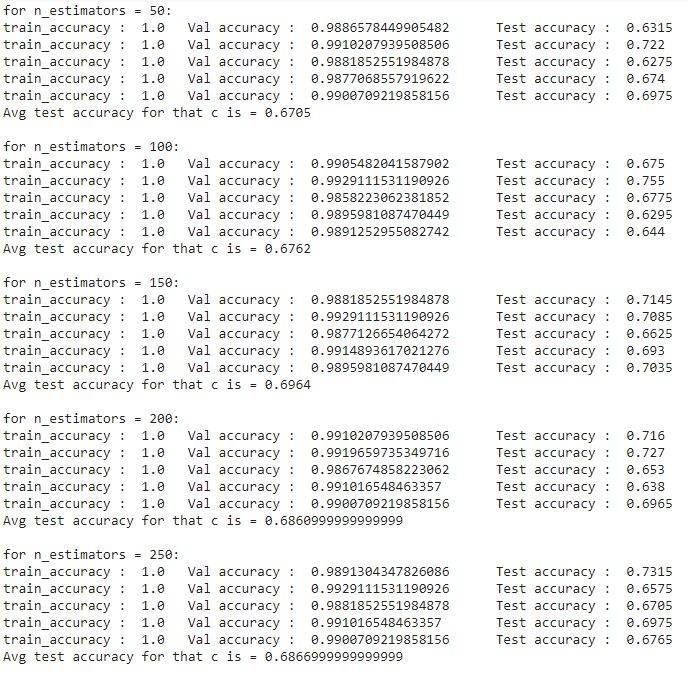 for n_estimators = 50:
train_accuracy :  1.0   Val accuracy :  0.9886578449905482      Test accuracy :  0.6315
train_accuracy :  1.0   Val accuracy :  0.9910207939508506      Test accuracy :  0.722
train_accuracy :  1.0   Val accuracy :  0.9881852551984878      Test accuracy :  0.6275
train_accuracy :  1.0   Val accuracy :  0.9877068557919622      Test accuracy :  0.674
train_accuracy :  1.0   Val accuracy :  0.9900709219858156      Test accuracy :  0.6975
Avg test accuracy for that c is = 0.6705
for n_estimators = 100:
train_accuracy :  1.0   Val accuracy :  0.9905482041587902      Test accuracy :  0.675
train_accuracy :  1.0   Val accuracy :  0.9929111531190926      Test accuracy :  0.755
train_accuracy :  1.0   Val accuracy :  0.9858223062381852      Test accuracy :  0.6775
train_accuracy :  1.0   Val accuracy :  0.9895981087470449      Test accuracy :  0.6295
train_accuracy :  1.0   Val accuracy :  0.9891252955082742      Test accuracy :  0.644
Avg test accuracy for that c is = 0.6762
for n_estimators = 150:
train_accuracy :  1.0   Val accuracy :  0.9881852551984878      Test accuracy :  0.7145
train_accuracy :  1.0   Val accuracy :  0.9929111531190926      Test accuracy :  0.7085
train_accuracy :  1.0   Val accuracy :  0.9877126654064272      Test accuracy :  0.6625
train_accuracy :  1.0   Val accuracy :  0.9914893617021276      Test accuracy :  0.693
train_accuracy :  1.0   Val accuracy :  0.9895981087470449      Test accuracy :  0.7035
Avg test accuracy for that c is = 0.6964
for n_estimators = 200:
train_accuracy :  1.0   Val accuracy :  0.9910207939508506      Test accuracy :  0.716
train_accuracy :  1.0   Val accuracy :  0.9919659735349716      Test accuracy :  0.727
train_accuracy :  1.0   Val accuracy :  0.9867674858223062      Test accuracy :  0.653
train_accuracy :  1.0   Val accuracy :  0.991016548463357       Test accuracy :  0.638
train_accuracy :  1.0   Val accuracy :  0.9900709219858156      Test accuracy :  0.6965
Avg test accuracy for that c is = 0.6860999999999999
for n_estimators = 250:
train_accuracy :  1.0   Val accuracy :  0.9891304347826086      Test accuracy :  0.7315
train_accuracy :  1.0   Val accuracy :  0.9929111531190926      Test accuracy :  0.6575
train_accuracy :  1.0   Val accuracy :  0.9881852551984878      Test accuracy :  0.6705
train_accuracy :  1.0   Val accuracy :  0.991016548463357       Test accuracy :  0.6975
train_accuracy :  1.0   Val accuracy :  0.9900709219858156      Test accuracy :  0.6765
Avg test accuracy for that c is = 0.6866999999999999